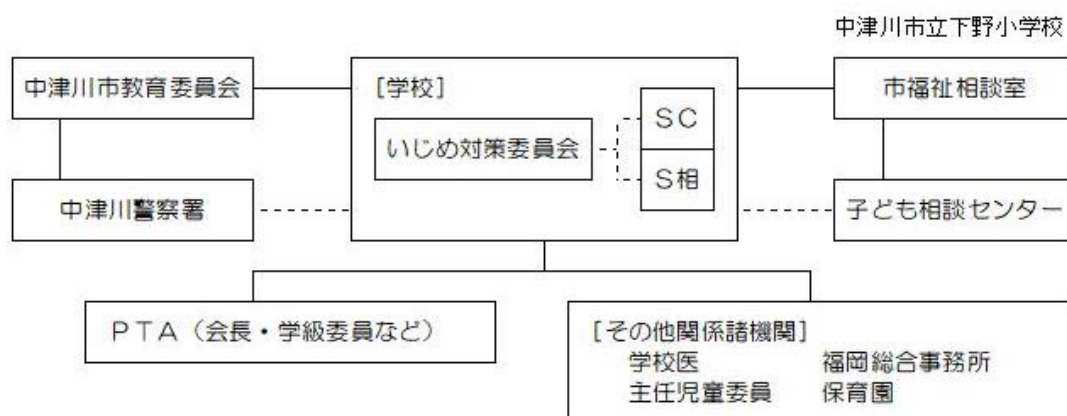 中津川市立下野小学校
中津川市教育委員会
[学校]
市福祉相談室
いじめ対策委員会
ＳＣ
Ｓ相
中津川警察署
子ども相談センター
ＰＴＡ（会長・学級委員など）
[その他関係諸機関]
学校医　福岡総合事務所
主任児童委員　保育園